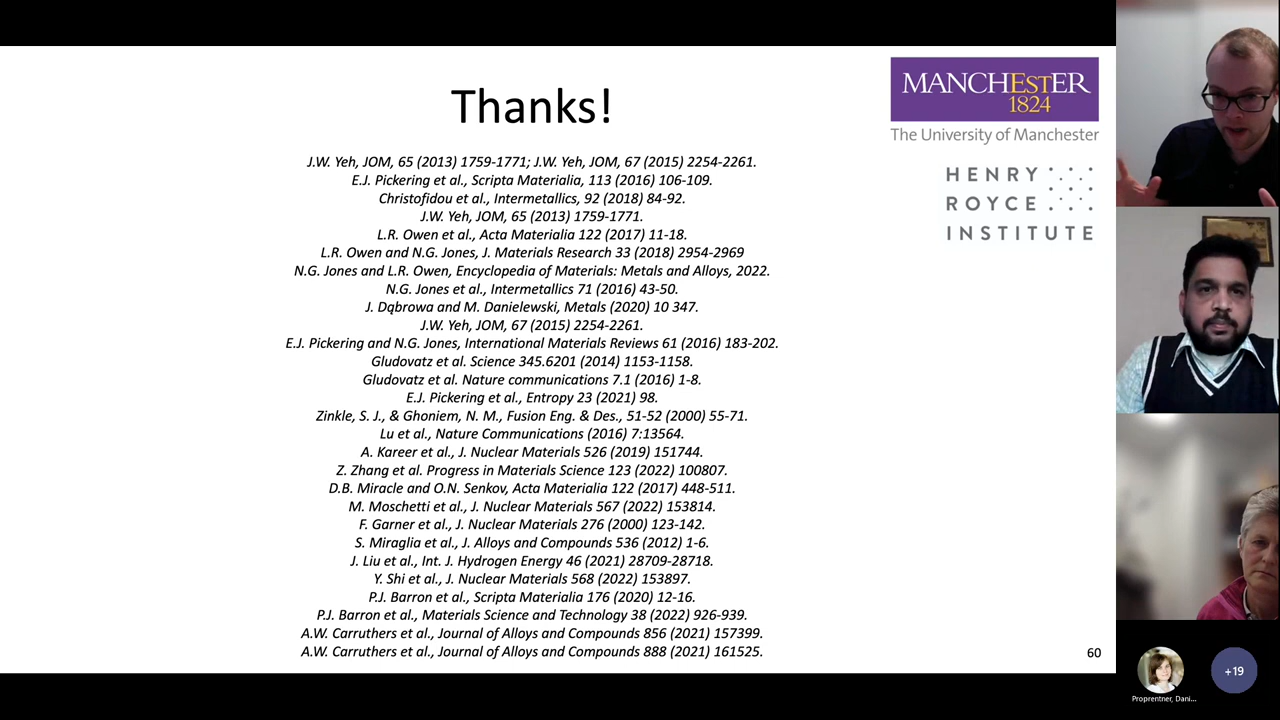 Thanks!
J.W. Yeh, JOM, 65 (2013) 1759-1771; J.W. Yeh, JOM, 67 (2015) 2254-2261.
E.J. Pickering et al., Scripta Materialia, 113 (2016) 106-109.
Christofidou et al., Intermetallics, 92 (2018) 84-92.
J.W. Yeh, JOM, 65 (2013) 1759-1771.
L.R. Owen et al., Acta Materialia 122 (2017) 11-18.
L.R. Owen and N.G. Jones, J. Materials Research 33 (2018) 2954-2969
N.G. Jones and L.R. Owen, Encyclopedia of Materials: Metals and Alloys, 2022.
N.G. Jones et al., Intermetallics 71 (2016) 43-50.
J. Dąbrowa and M. Danielewski, Metals (2020) 10 347.
J.W. Yeh, JOM, 67 (2015) 2254-2261.
E.J. Pickering and N.G. Jones, International Materials Reviews 61 (2016) 183-202.
Gludovatz et al. Science 345.6201 (2014) 1153-1158.
Gludovatz et al. Nature communications 7.1 (2016) 1-8.
E.J. Pickering et al., Entropy 23 (2021) 98.
Zinkle, S. J., & Ghoniem, N. M., Fusion Eng. & Des., 51-52 (2000) 55-71.
Lu et al., Nature Communications (2016) 7:13564.
A. Kareer et al., J. Nuclear Materials 526 (2019) 151744.
Z. Zhang et al. Progress in Materials Science 123 (2022) 100807.
D.B. Miracle and O.N. Senkov, Acta Materialia 122 (2017) 448-511.
M. Moschetti et al., J. Nuclear Materials 567 (2022) 153814.
F. Garner et al., J. Nuclear Materials 276 (2000) 123-142.
S. Miraglia et al., J. Alloys and Compounds 536 (2012) 1-6.
J. Liu et al., Int. J. Hydrogen Energy 46 (2021) 28709-28718.
Y. Shi et al., J. Nuclear Materials 568 (2022) 153897.
P.J. Barron et al., Scripta Materialia 176 (2020) 12-16.
P.J. Barron et al., Materials Science and Technology 38 (2022) 926-939.
A.W. Carruthers et al., Journal of Alloys and Compounds 856 (2021) 157399.
A.W. Carruthers et al., Journal of Alloys and Compounds 888 (2021) 161525.
MANCHESTER
1824
The University of Manchester
HENRY
ROYCE
INSTITUTE
60
Proprentner, Dani...
+19